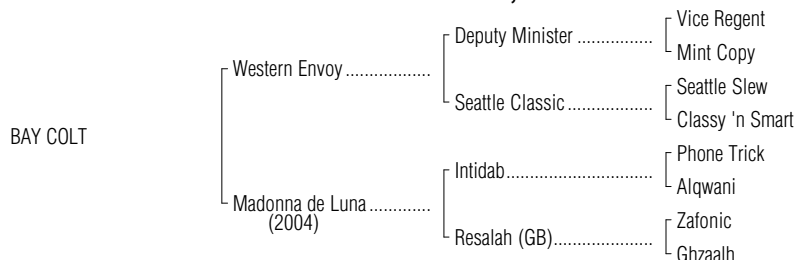 Vice Regent
Deputy Minister ..................
Mint Copy
Western Envoy ..................
Seattle Slew
Seattle Classic ....................
Classy 'n Smart
BAY COLT
Phone Trick
Intidab ..............................
Alqwani
Madonna de Luna .............
(2004)
Zafonic
Resalah (GB) ....................
Ghzaalh